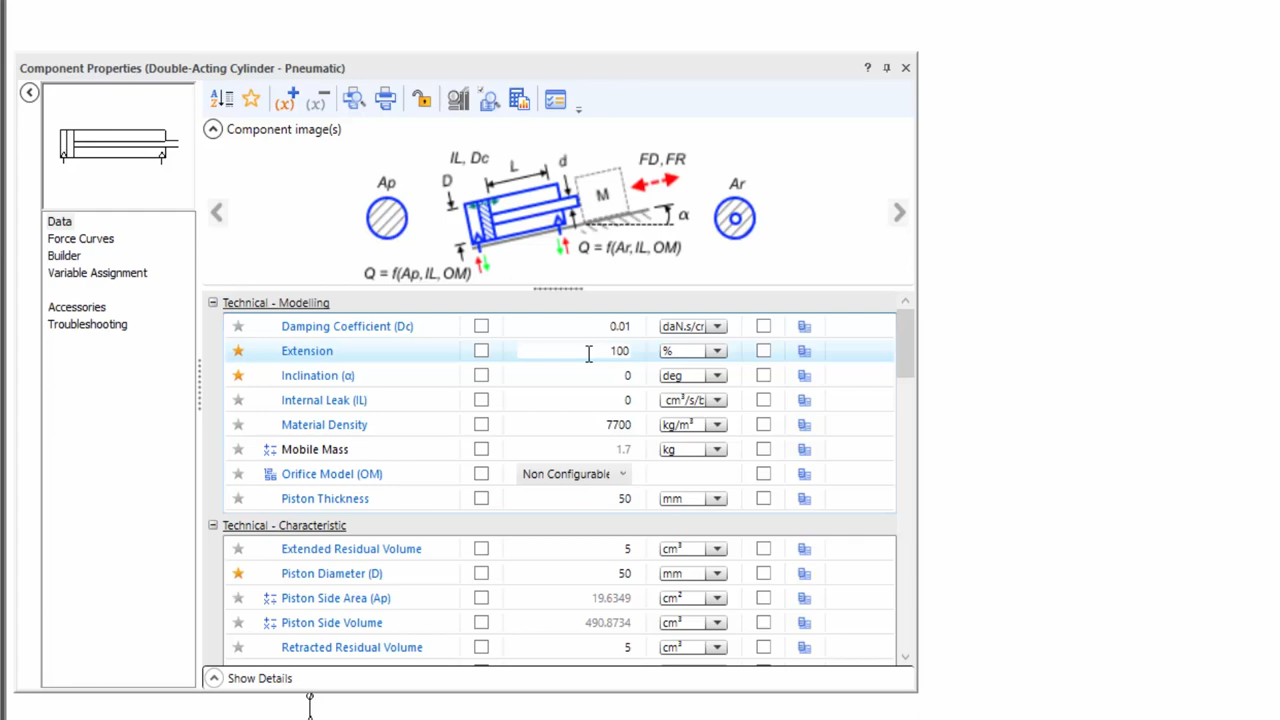 Component Properties (Double-Acting Cylinder - Pneumatic)
?
Component image(s)
IL, Dc
L
d
FD, FR
D
Ap
M
Ar
α
Q = f(Ar, IL, OM)
Q = f(Ap, IL, OM)
Data
Force Curves
Builder
Variable Assignment
Accessories
Troubleshooting
Technical - Modelling
Damping Coefficient (Dc) 0.01 daN.s/cr
Extension 100 %
Inclination (α) 0 deg
Internal Leak (IL) 0 cm³/s/b
Material Density 7700 kg/m³
Mobile Mass 1.7 kg
Orifice Model (OM) Non Configurable
Piston Thickness 50 mm
Technical - Characteristic
Extended Residual Volume 5 cm³
Piston Diameter (D) 50 mm
Piston Side Area (Ap) 19.6349 cm²
Piston Side Volume 490.8734 cm³
Retracted Residual Volume 5 cm³
Show Details